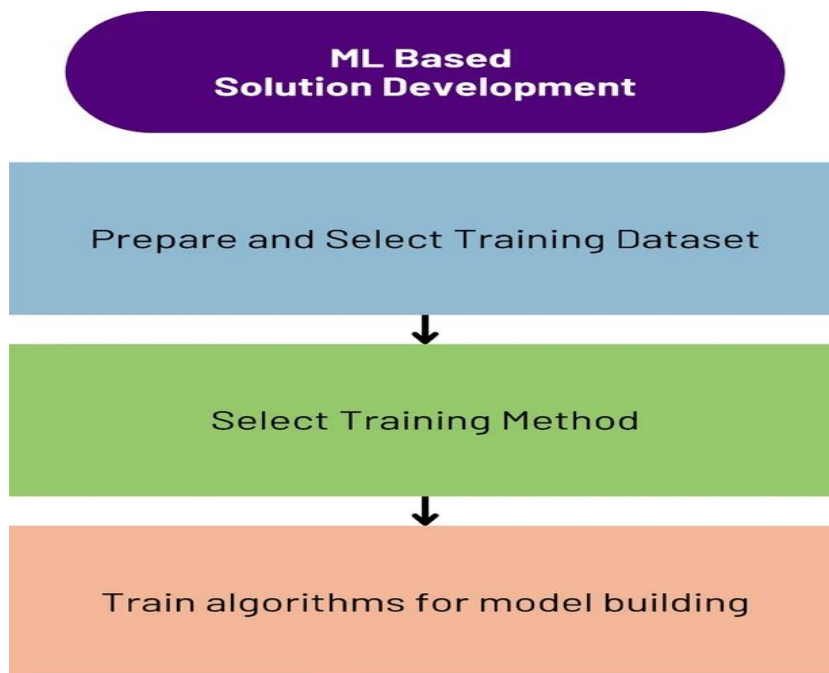 ML Based
Solution Development
Prepare and Select Training Dataset
Select Training Method
Train algorithms for model building